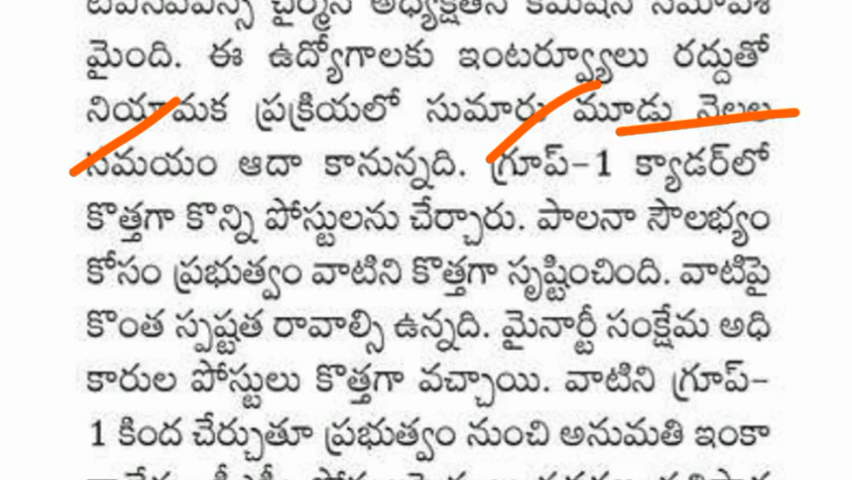 మైంది. ఈ ఉద్యోగాలకు ఇంటర్వ్యూలు రద్దుతో
నియామక ప్రక్రియలో సుమారు మూడు నెలల
సమయం ఆదా కానున్నది. గ్రూప్-1 క్యాడర్‌లో
కొత్తగా కొన్ని పోస్టులను చేర్చారు. పాలనా సౌలభ్యం
కోసం ప్రభుత్వం వాటిని కొత్తగా సృష్టించింది. వాటిపై
కొంత స్పష్టత రావాల్సి ఉన్నది. మైనార్టీ సంక్షేమ అధి
కారుల పోస్టులు కొత్తగా వచ్చాయి. వాటిని గ్రూప్-
1 కింద చేర్చుతూ ప్రభుత్వం నుంచి అనుమతి ఇంకా